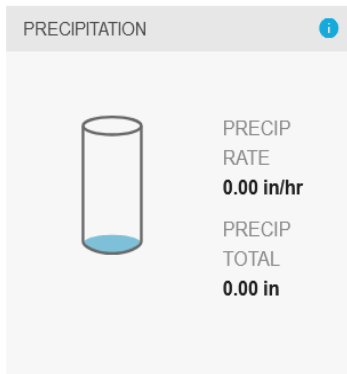 PRECIPITATION
i
PRECIP
RATE
0.00 in/hr
PRECIP
TOTAL
0.00 in